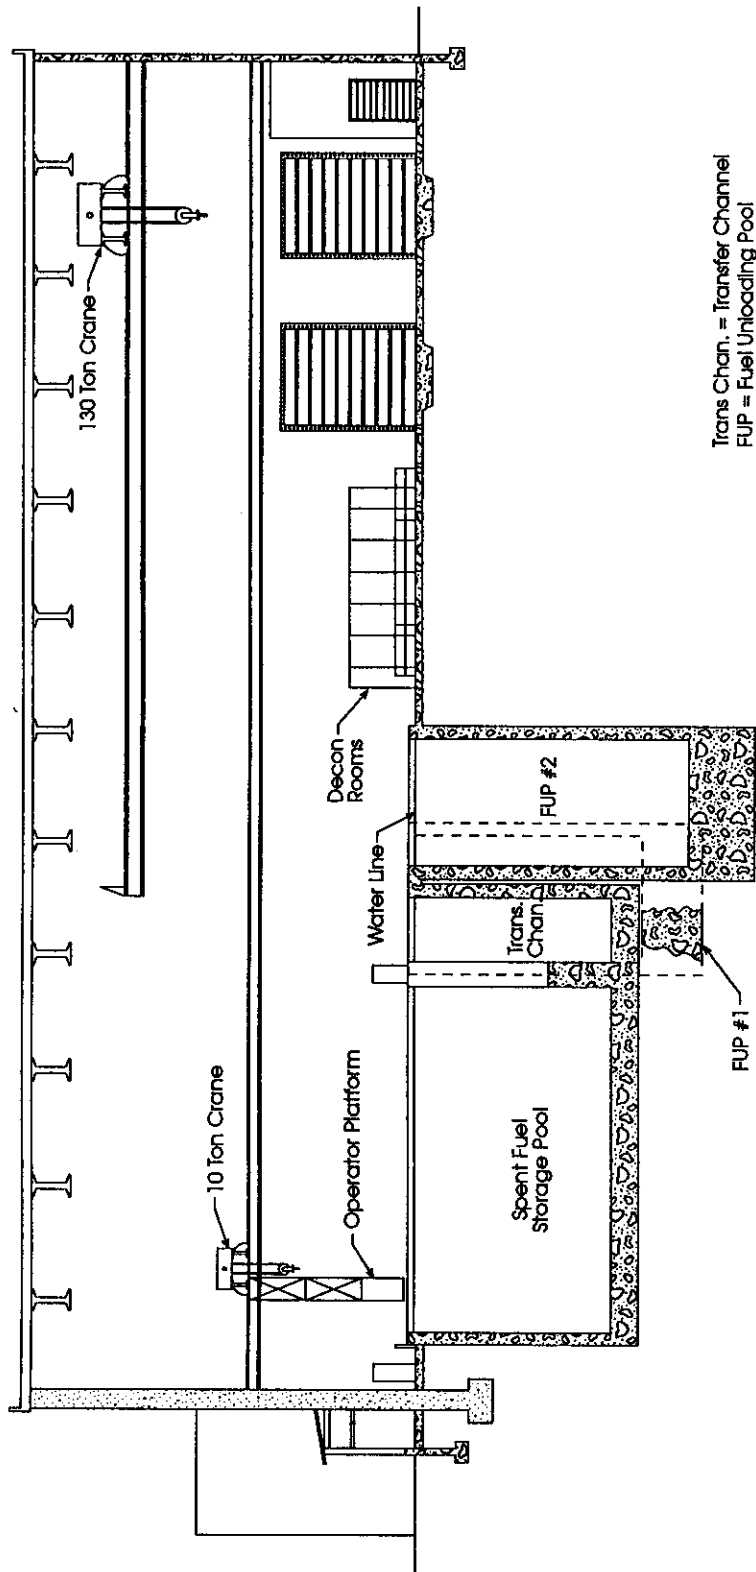 130 Ton Crane
10 Ton Crane
Operator Platform
Decon
Rooms
Water Line
FUP #2
Trans.
Chan.
Spent Fuel
Storage Pool
FUP #1
Trans Chan. = Transfer Channel
FUP = Fuel Unloading Pool